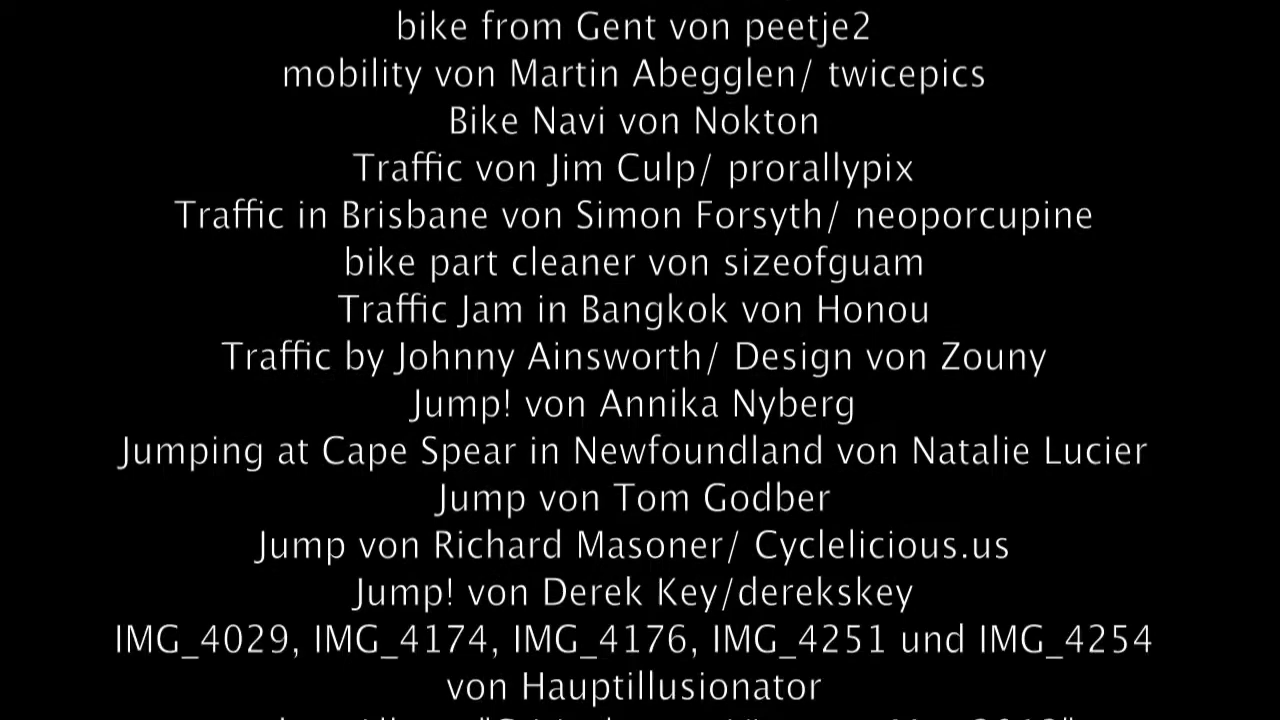 bike from Gent von peetje2
mobility von Martin Abegglen/ twicepics
Bike Navi von Nokton
Traffic von Jim Culp/ prorallypix
Traffic in Brisbane von Simon Forsyth/ neoporcupine
bike part cleaner von sizeofguam
Traffic Jam in Bangkok von Honou
Traffic by Johnny Ainsworth/ Design von Zouny
Jump! von Annika Nyberg
Jumping at Cape Spear in Newfoundland von Natalie Lucier
Jump von Tom Godber
Jump von Richard Masoner/ Cyclelicious.us
Jump! von Derek Key/derekskey
IMG_4029, IMG_4174, IMG_4176, IMG_4251 und IMG_4254
von Hauptillusionator